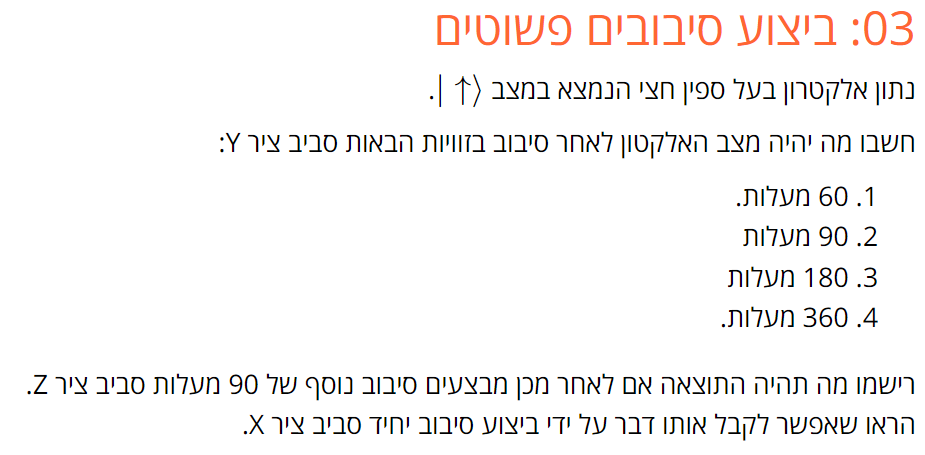 03: ביצוע סיבובים פשוטים
נתון אלקטרון בעל ספין חצי הנמצא במצב |↑⟩.
חשבו מה יהיה מצב האלקטון לאחר סיבוב בזוויות הבאות סביב ציר Y:
1. 60 מעלות.
2. 90 מעלות
3. 180 מעלות
4. 360 מעלות.
רישמו מה תהיה התוצאה אם לאחר מכן מבצעים סיבוב נוסף של 90 מעלות סביב ציר Z.
הראו שאפשר לקבל אותו דבר על ידי ביצוע סיבוב יחיד סביב ציר X.